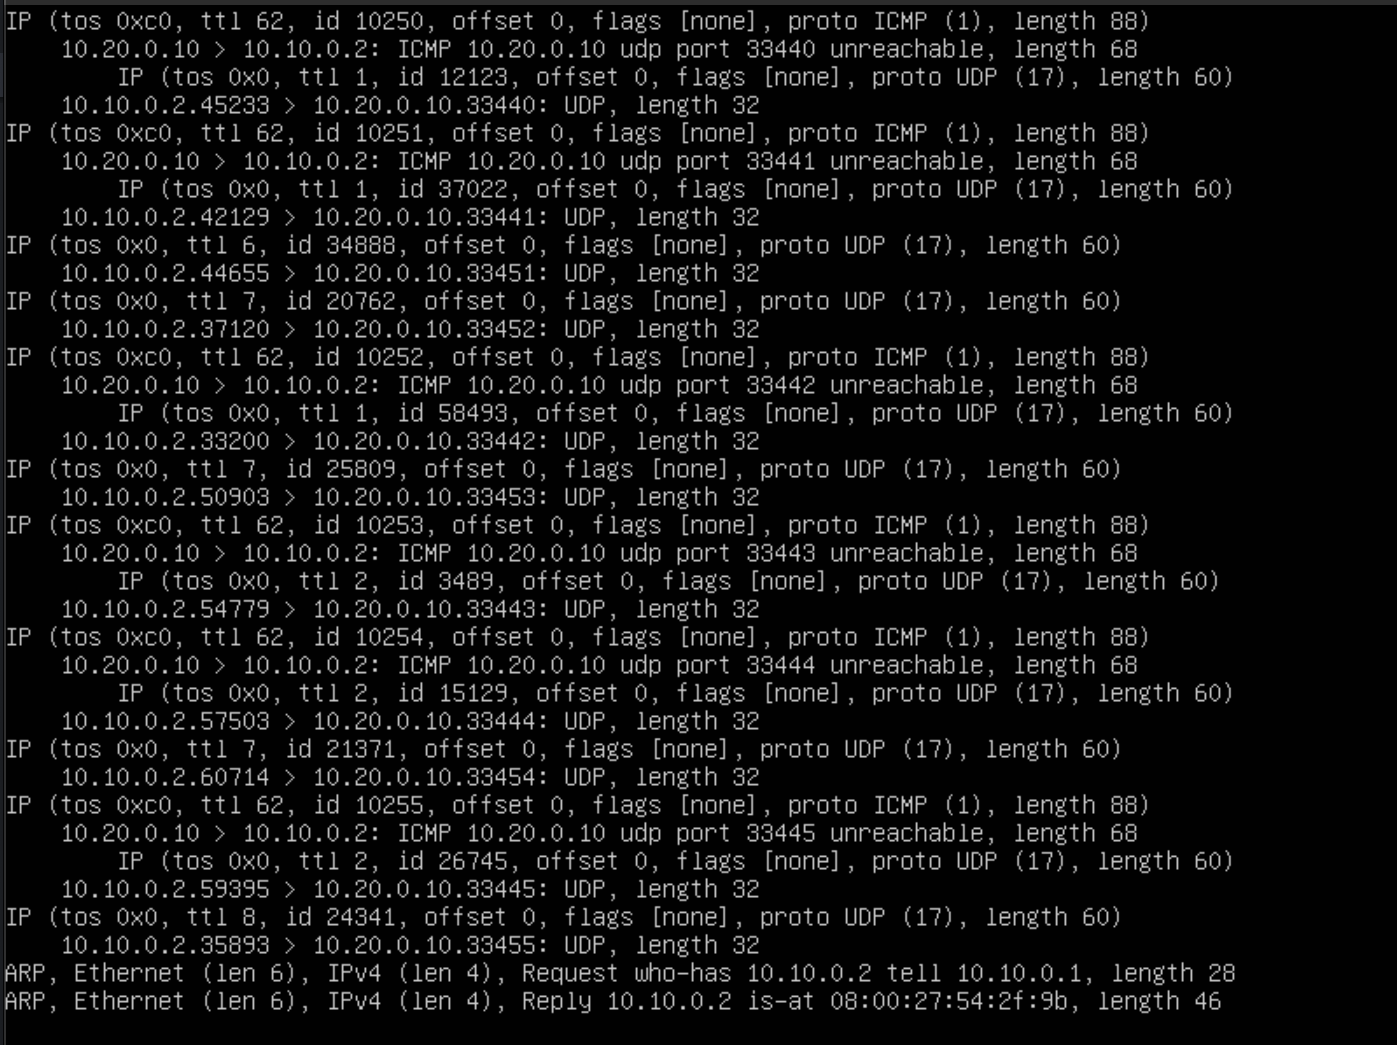 IP (tos 0xc0, ttl 62, id 10250, offset 0, flags [none], proto ICMP (1), length 88)
    10.20.0.10 > 10.10.0.2: ICMP 10.20.0.10 udp port 33440 unreachable, length 68
        IP (tos 0x0, ttl 1, id 12123, offset 0, flags [none], proto UDP (17), length 60)
    10.10.0.2.45233 > 10.20.0.10.33440: UDP, length 32
IP (tos 0xc0, ttl 62, id 10251, offset 0, flags [none], proto ICMP (1), length 88)
    10.20.0.10 > 10.10.0.2: ICMP 10.20.0.10 udp port 33441 unreachable, length 68
        IP (tos 0x0, ttl 1, id 37022, offset 0, flags [none], proto UDP (17), length 60)
    10.10.0.2.42129 > 10.20.0.10.33441: UDP, length 32
IP (tos 0x0, ttl 6, id 34888, offset 0, flags [none], proto UDP (17), length 60)
    10.10.0.2.44655 > 10.20.0.10.33451: UDP, length 32
IP (tos 0x0, ttl 7, id 20762, offset 0, flags [none], proto UDP (17), length 60)
    10.10.0.2.37120 > 10.20.0.10.33452: UDP, length 32
IP (tos 0xc0, ttl 62, id 10252, offset 0, flags [none], proto ICMP (1), length 88)
    10.20.0.10 > 10.10.0.2: ICMP 10.20.0.10 udp port 33442 unreachable, length 68
        IP (tos 0x0, ttl 1, id 58493, offset 0, flags [none], proto UDP (17), length 60)
    10.10.0.2.33200 > 10.20.0.10.33442: UDP, length 32
IP (tos 0x0, ttl 7, id 25809, offset 0, flags [none], proto UDP (17), length 60)
    10.10.0.2.50903 > 10.20.0.10.33453: UDP, length 32
IP (tos 0xc0, ttl 62, id 10253, offset 0, flags [none], proto ICMP (1), length 88)
    10.20.0.10 > 10.10.0.2: ICMP 10.20.0.10 udp port 33443 unreachable, length 68
        IP (tos 0x0, ttl 2, id 3489, offset 0, flags [none], proto UDP (17), length 60)
    10.10.0.2.54779 > 10.20.0.10.33443: UDP, length 32
IP (tos 0xc0, ttl 62, id 10254, offset 0, flags [none], proto ICMP (1), length 88)
    10.20.0.10 > 10.10.0.2: ICMP 10.20.0.10 udp port 33444 unreachable, length 68
        IP (tos 0x0, ttl 2, id 15129, offset 0, flags [none], proto UDP (17), length 60)
    10.10.0.2.57503 > 10.20.0.10.33444: UDP, length 32
IP (tos 0x0, ttl 7, id 21371, offset 0, flags [none], proto UDP (17), length 60)
    10.10.0.2.60714 > 10.20.0.10.33454: UDP, length 32
IP (tos 0xc0, ttl 62, id 10255, offset 0, flags [none], proto ICMP (1), length 88)
    10.20.0.10 > 10.10.0.2: ICMP 10.20.0.10 udp port 33445 unreachable, length 68
        IP (tos 0x0, ttl 2, id 26745, offset 0, flags [none], proto UDP (17), length 60)
    10.10.0.2.59395 > 10.20.0.10.33445: UDP, length 32
IP (tos 0x0, ttl 8, id 24341, offset 0, flags [none], proto UDP (17), length 60)
    10.10.0.2.35893 > 10.20.0.10.33455: UDP, length 32
ARP, Ethernet (len 6), IPv4 (len 4), Request who-has 10.10.0.2 tell 10.10.0.1, length 28
ARP, Ethernet (len 6), IPv4 (len 4), Reply 10.10.0.2 is-at 08:00:27:54:2f:9b, length 46